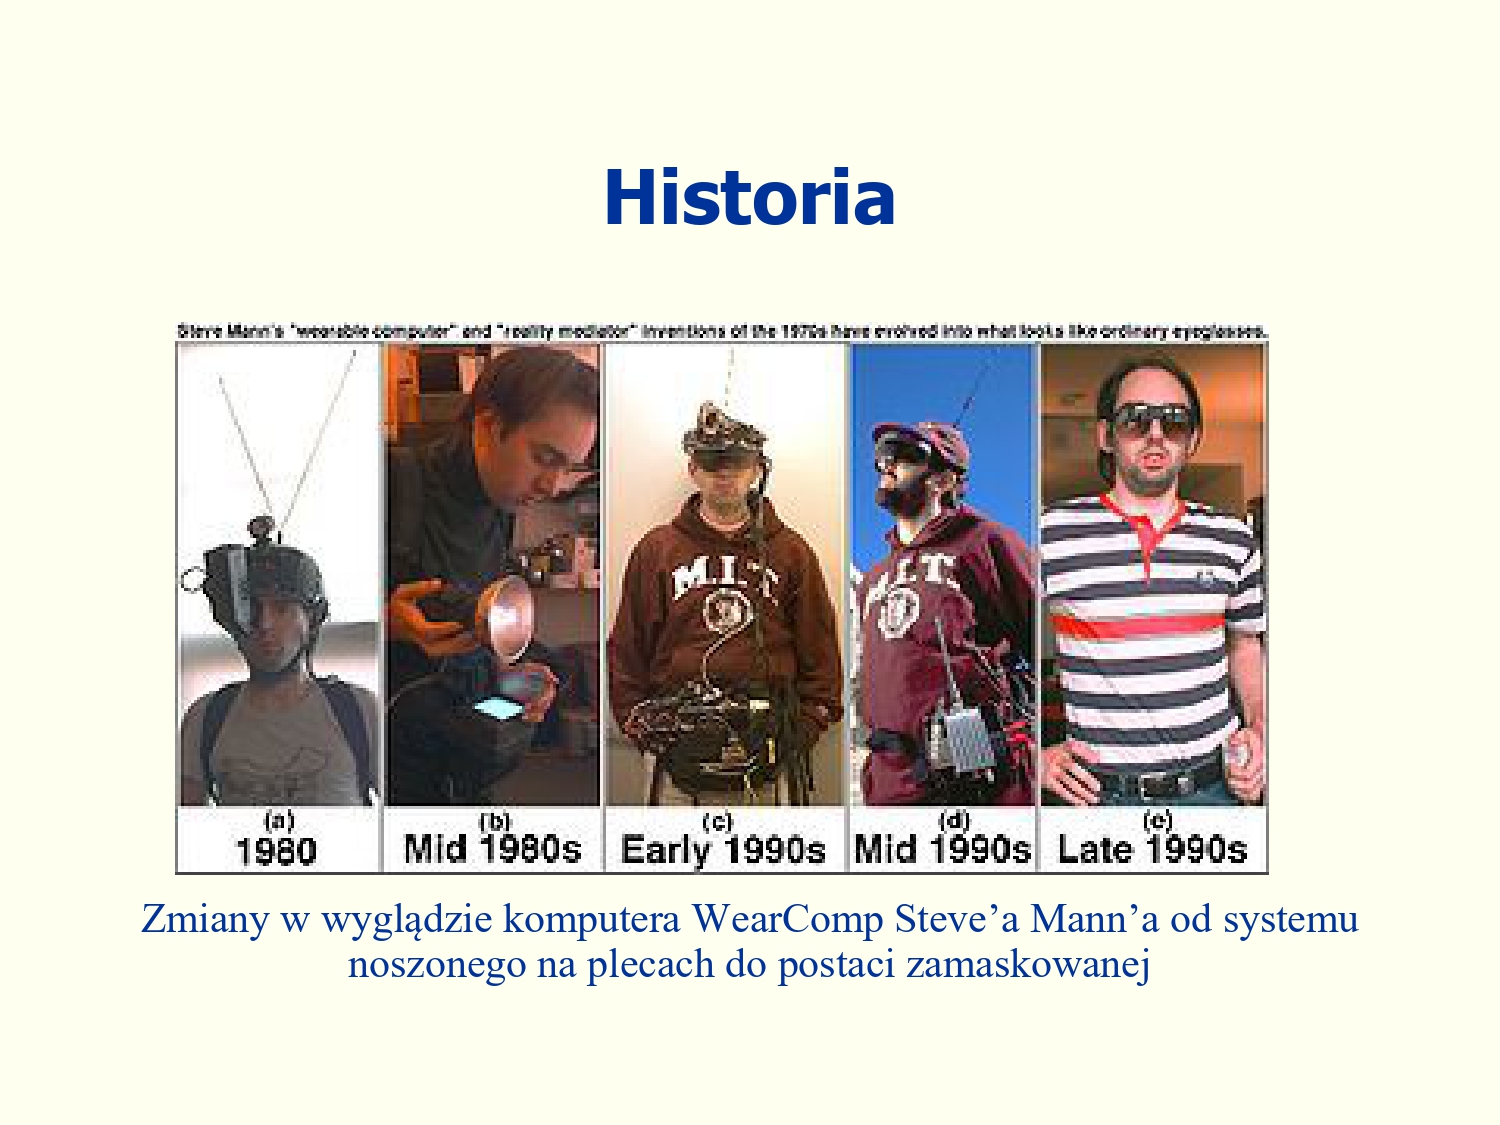 Historia
Steve Mann's "wearable computer" and "reality mediator" inventions of the 1970s have evolved into what looks like ordinary eyeglasses.
M.I.T.
M.I.T.
(a) (b) (c) (d) (e)
1980 Mid 1980s Early 1990s Mid 1990s Late 1990s
Zmiany w wyglądzie komputera WearComp Steve’a Mann’a od systemu
noszonego na plecach do postaci zamaskowanej